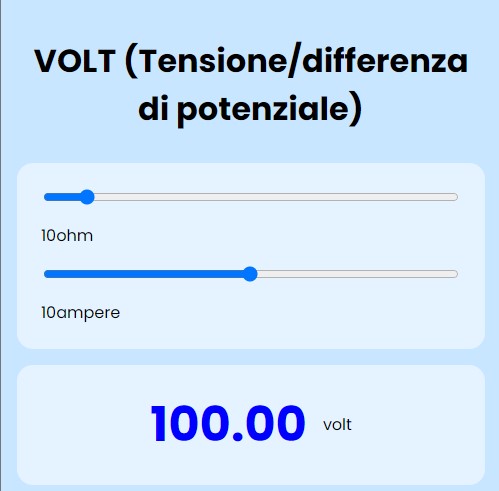 VOLT (Tensione/differenza
di potenziale)
10ohm
10ampere
100.00 volt